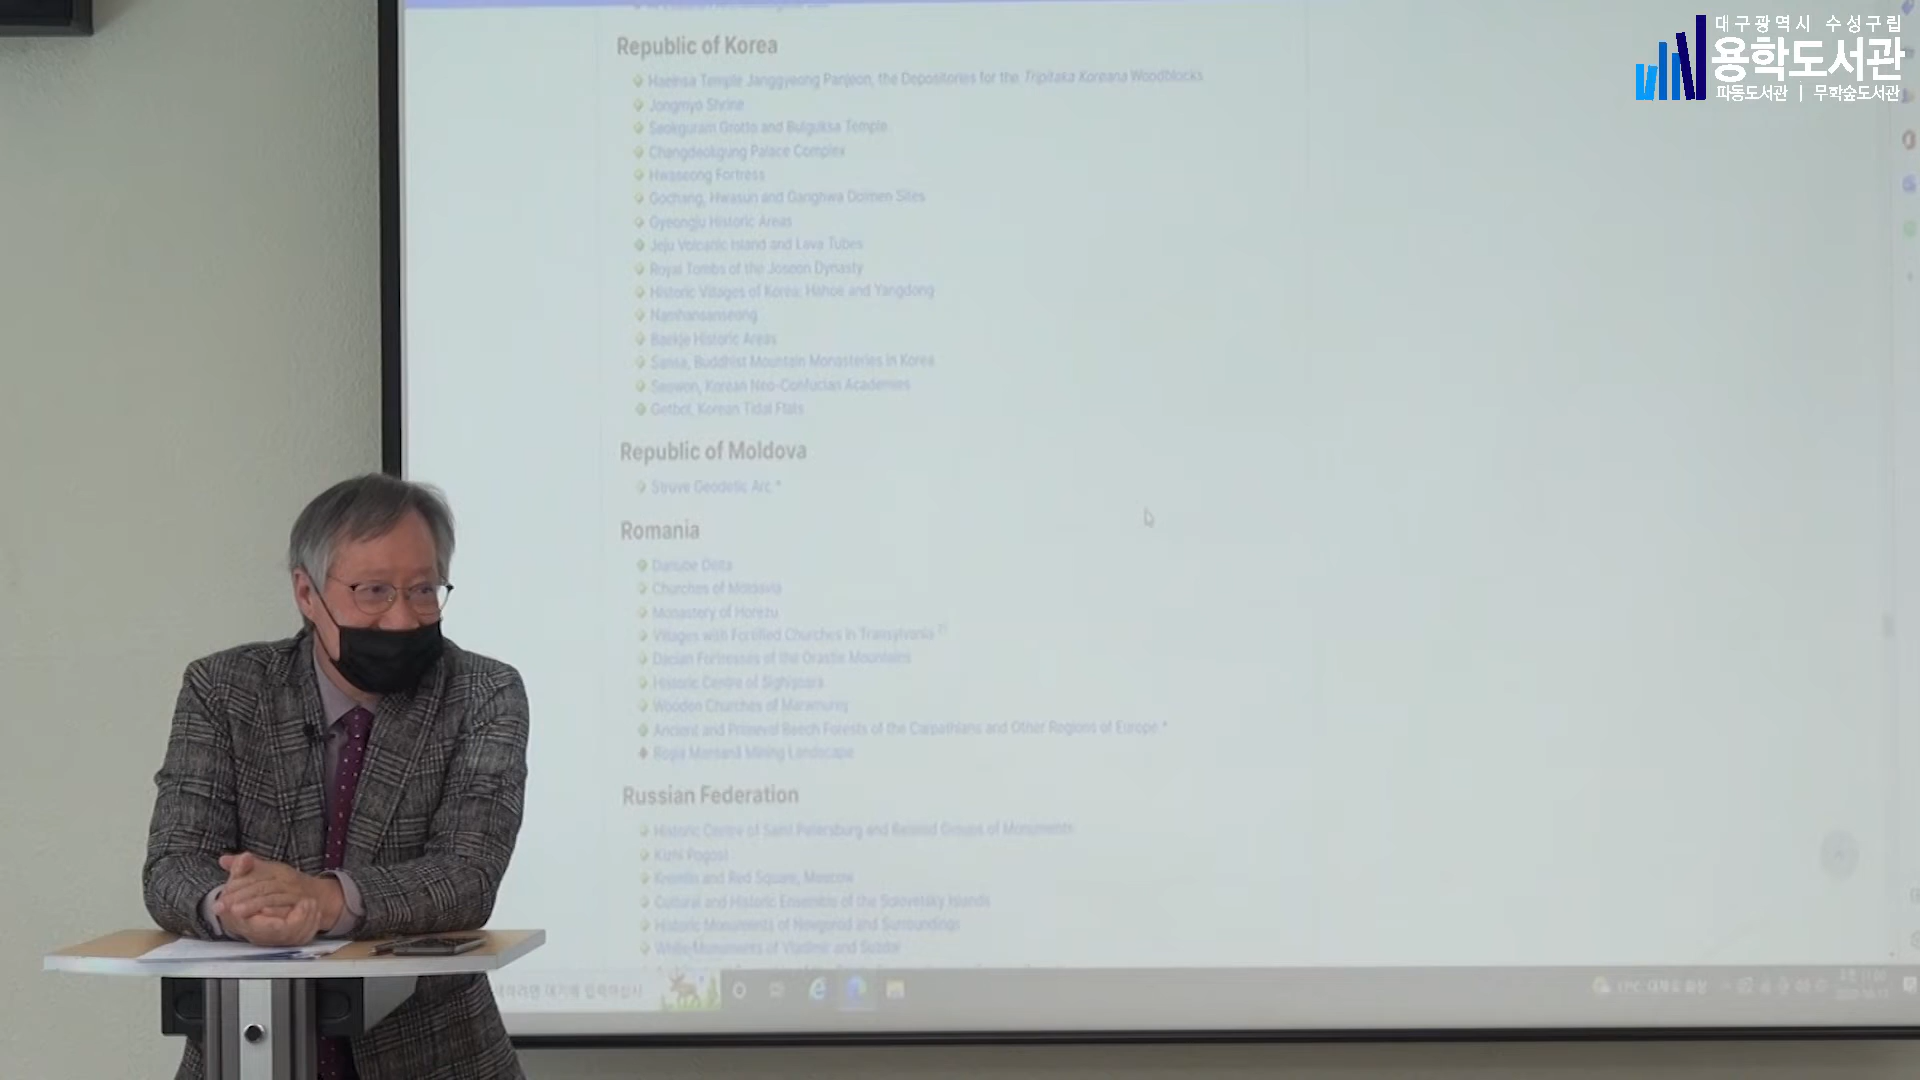 대구광역시 수성구립
용학도서관
파동도서관 | 무학숲도서관
Republic of Korea
Haeinsa Temple Janggyeong Panjeon, the Depositories for the Tripitaka Koreana Woodblocks
Jongmyo Shrine
Seokguram Grotto and Bulguksa Temple
Changdeokgung Palace Complex
Hwaseong Fortress
Gochang, Hwasun and Ganghwa Dolmen Sites
Gyeongju Historic Areas
Jeju Volcanic Island and Lava Tubes
Royal Tombs of the Joseon Dynasty
Historic Villages of Korea: Hahoe and Yangdong
Namhansanseong
Baekje Historic Areas
Sansa, Buddhist Mountain Monasteries in Korea
Seowon, Korean Neo-Confucian Academies
Getbol, Korean Tidal Flats
Republic of Moldova
Struve Geodetic Arc *
Romania
Danube Delta
Churches of Moldavia
Monastery of Horezu
Villages with Fortified Churches in Transylvania
Dacian Fortresses of the Orastie Mountains
Historic Centre of Sighişoara
Wooden Churches of Maramureş
Ancient and Primeval Beech Forests of the Carpathians and Other Regions of Europe *
Roşia Montană Mining Landscape
Russian Federation
Historic Centre of Saint Petersburg and Related Groups of Monuments
Kizhi Pogost
Kremlin and Red Square, Moscow
Cultural and Historic Ensemble of the Solovetsky Islands
Historic Monuments of Novgorod and Surroundings
White Monuments of Vladimir and Suzdal